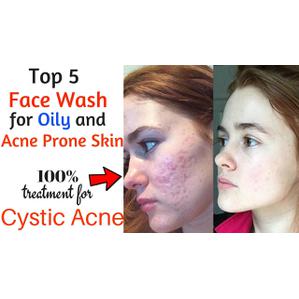 Top 5
Face Wash
for Oily and
Acne Prone Skin
100%
treatment for
Cystic Acne